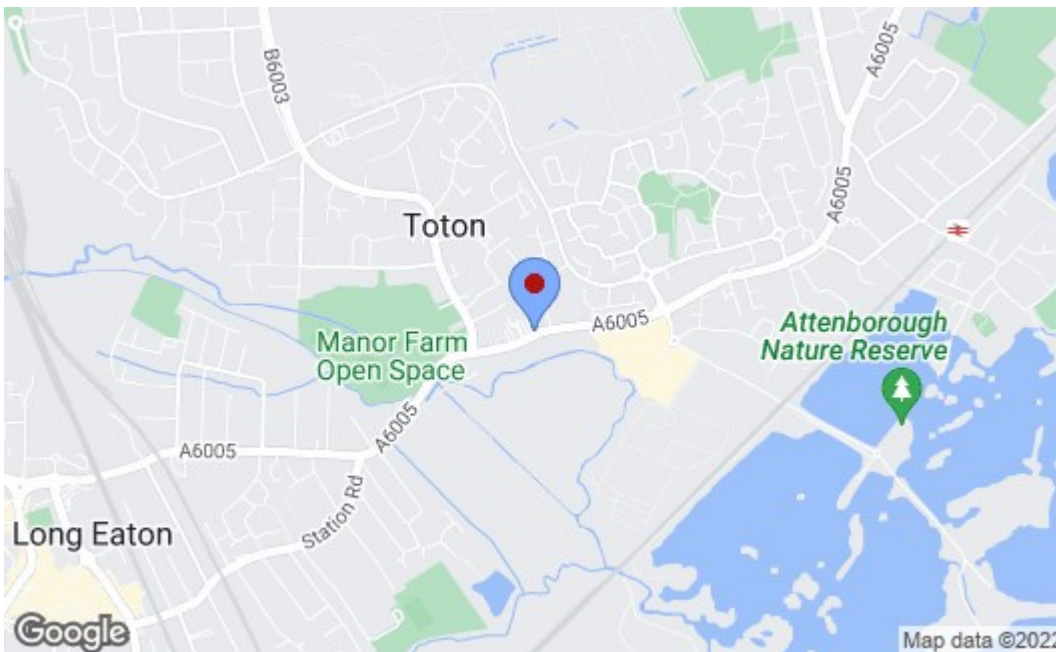 A6005
B6003
A6005
Toton
A6005
Manor Farm
Open Space
Attenborough
Nature Reserve
A6005
A6005
Station Rd
Long Eaton
Google
Map data ©2022